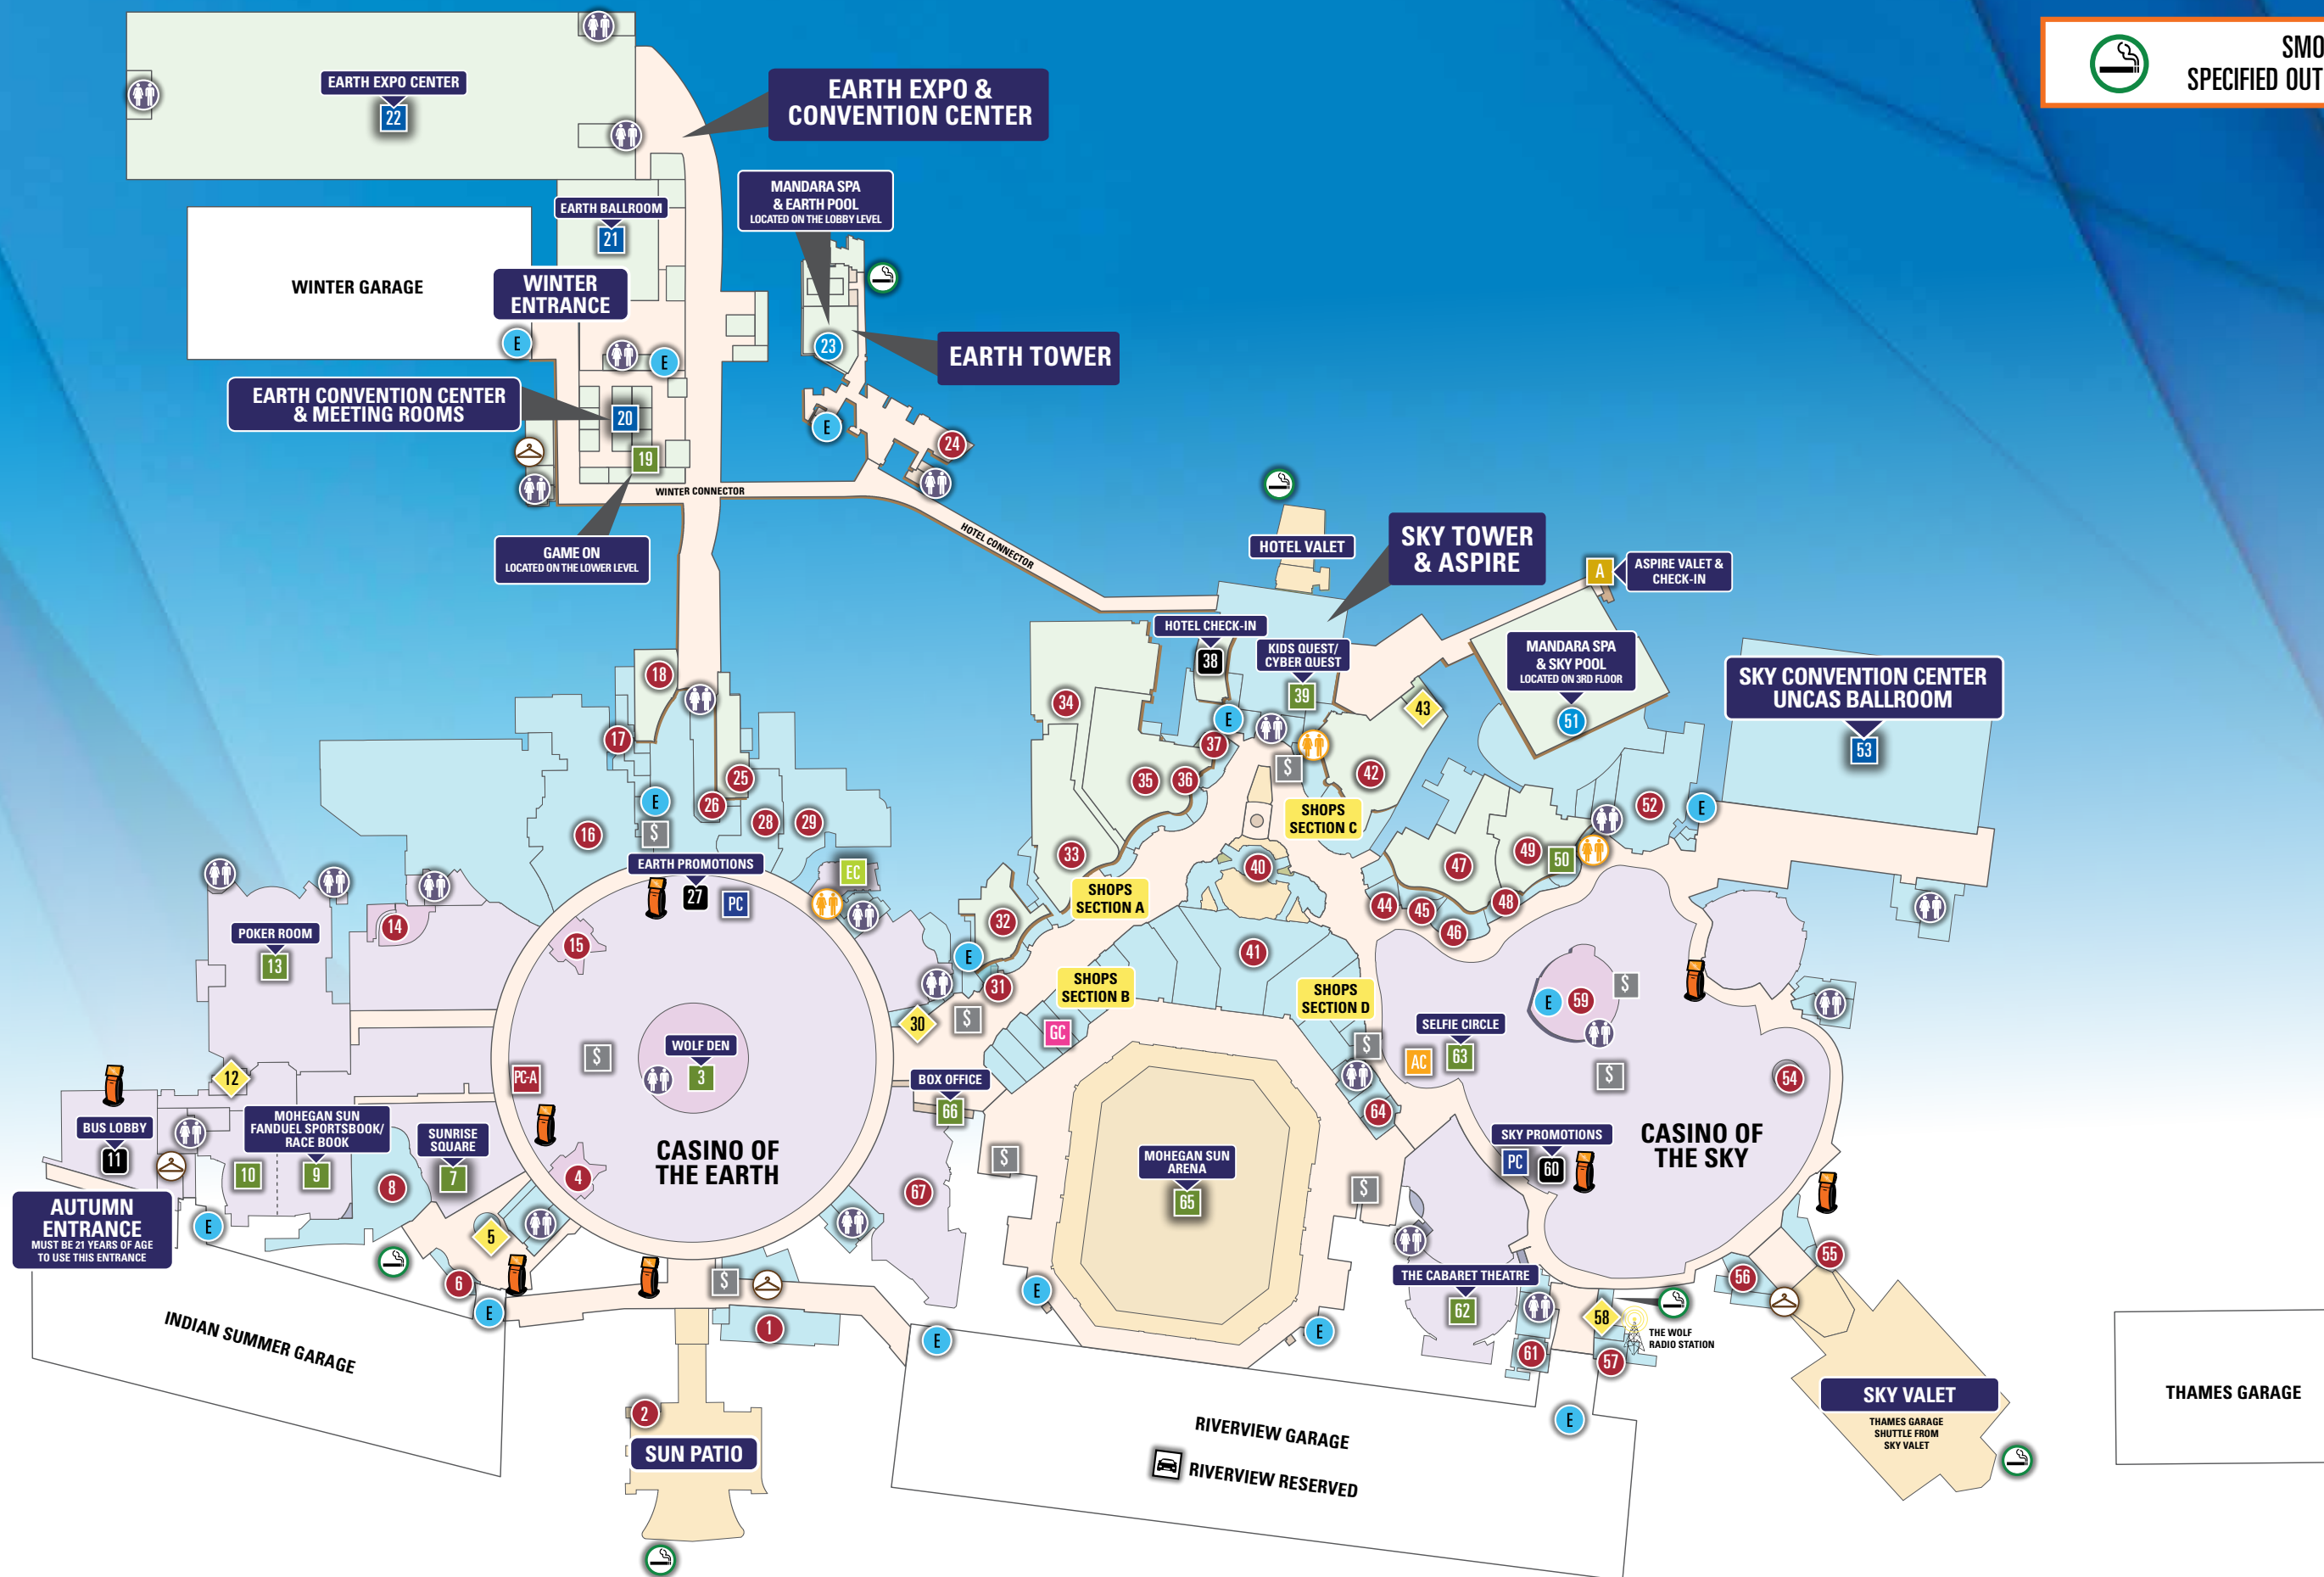 SMO
SPECIFIED OUT
EARTH EXPO CENTER
22
EARTH EXPO &
CONVENTION CENTER
MANDARA SPA
& EARTH POOL
LOCATED ON THE LOBBY LEVEL
EARTH BALLROOM
21
WINTER GARAGE
WINTER
ENTRANCE
E
E
23
EARTH TOWER
EARTH CONVENTION CENTER
& MEETING ROOMS
20
19
E
24
WINTER CONNECTOR
HOTEL CONNECTOR
GAME ON
LOCATED ON THE LOWER LEVEL
HOTEL VALET
SKY TOWER
& ASPIRE
A
ASPIRE VALET &
CHECK-IN
HOTEL CHECK-IN
38
KIDS QUEST/
CYBER QUEST
39
MANDARA SPA
& SKY POOL
LOCATED ON 3RD FLOOR
51
SKY CONVENTION CENTER
UNCAS BALLROOM
53
18
17
34
43
E
37
$
25
26
E
$
16
28
29
35
36
42
SHOPS
SECTION C
52
E
33
40
47
49
50
EARTH PROMOTIONS
27
PC
EC
SHOPS
SECTION A
32
44
45
48
46
14
15
POKER ROOM
13
E
31
30
$
41
SHOPS
SECTION B
GC
SHOPS
SECTION D
$
E
59
$
SELFIE CIRCLE
63
AC
$
54
WOLF DEN
3
$
PC-A
12
BOX OFFICE
66
64
BUS LOBBY
11
MOHEGAN SUN
FANDUEL SPORTSBOOK/
RACE BOOK
10
9
SUNRISE
SQUARE
7
8
4
CASINO OF
THE EARTH
67
$
MOHEGAN SUN
ARENA
65
$
SKY PROMOTIONS
PC
60
CASINO OF
THE SKY
AUTUMN
ENTRANCE
MUST BE 21 YEARS OF AGE
TO USE THIS ENTRANCE
E
5
6
E
$
1
E
E
E
THE CABARET THEATRE
62
61
58
57
THE WOLF
RADIO STATION
56
55
INDIAN SUMMER GARAGE
2
SUN PATIO
RIVERVIEW GARAGE
RIVERVIEW RESERVED
E
SKY VALET
THAMES GARAGE
SHUTTLE FROM
SKY VALET
THAMES GARAGE